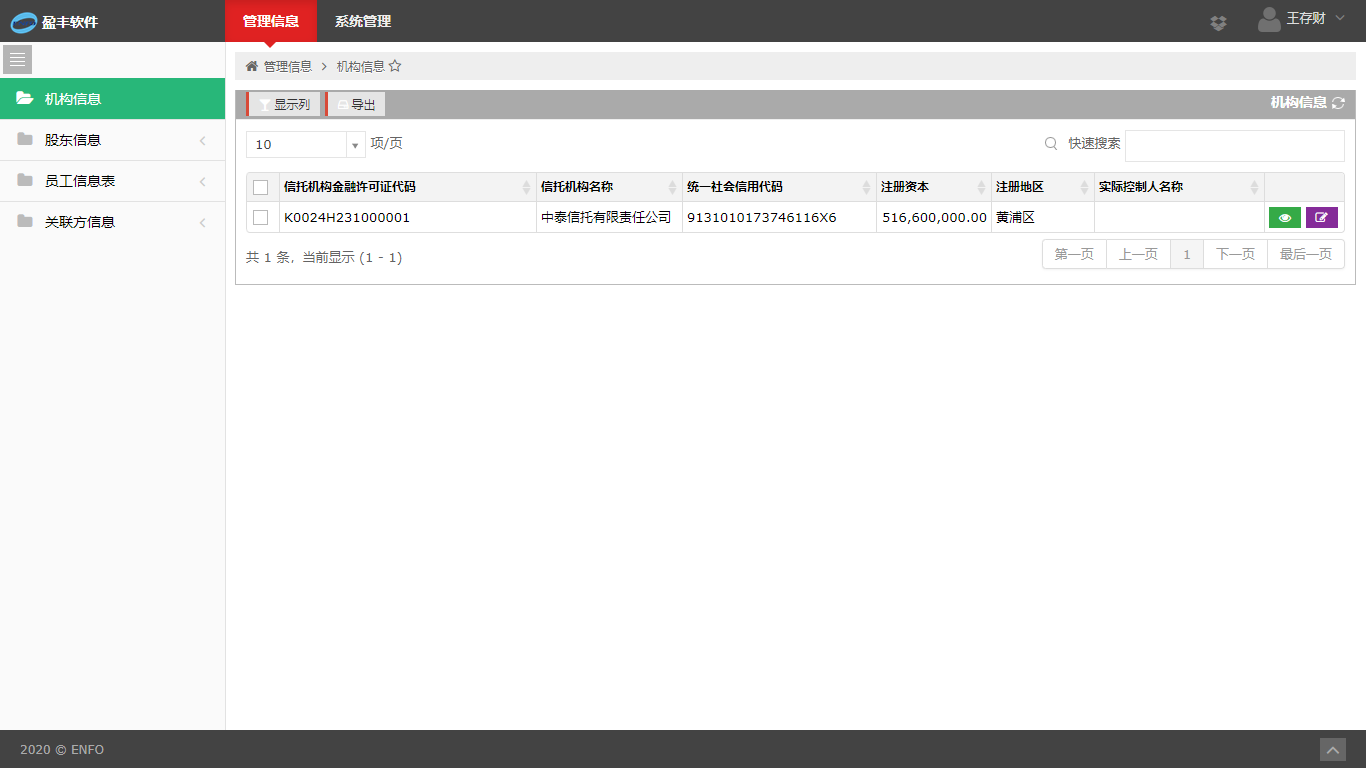 盈丰软件
管理信息 系统管理
王存财
机构信息
股东信息
员工信息表
关联方信息
管理信息 > 机构信息
显示列 导出 机构信息
10 项/页 快速搜索
信托机构金融许可证代码 信托机构名称 统一社会信用代码 注册资本 注册地区 实际控制人名称
K0024H231000001 中泰信托有限责任公司 9131010173746116X6 516,600,000.00 黄浦区
共 1 条，当前显示 (1 - 1) 第一页 上一页 1 下一页 最后一页
2020 © ENFO